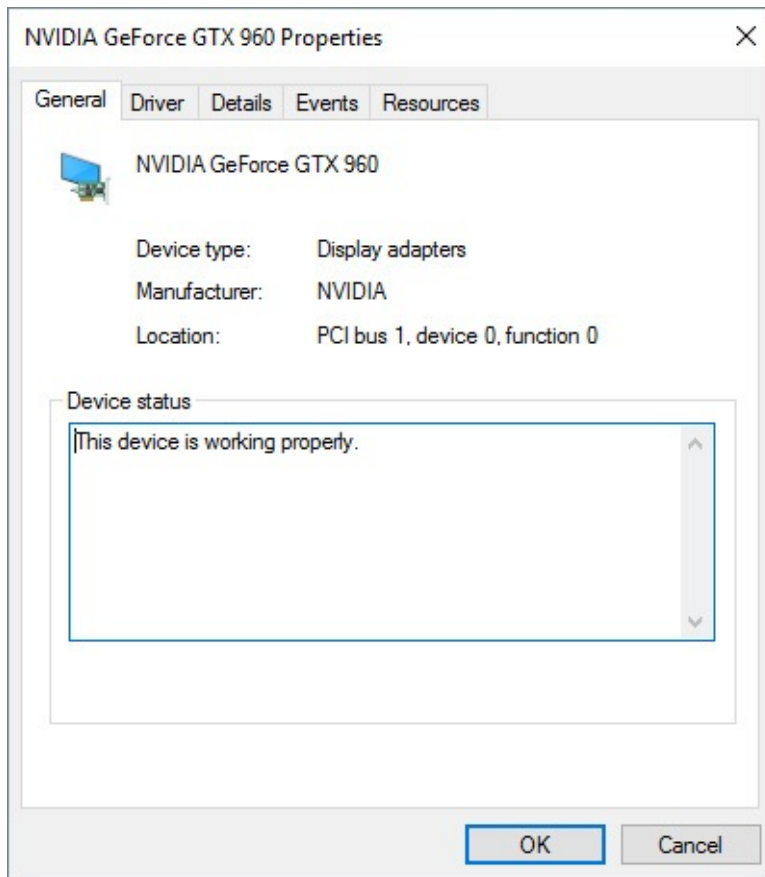 NVIDIA GeForce GTX 960 Properties
General Driver Details Events Resources
NVIDIA GeForce GTX 960
Device type: Display adapters
Manufacturer: NVIDIA
Location: PCI bus 1, device 0, function 0
Device status
This device is working properly.
OK Cancel